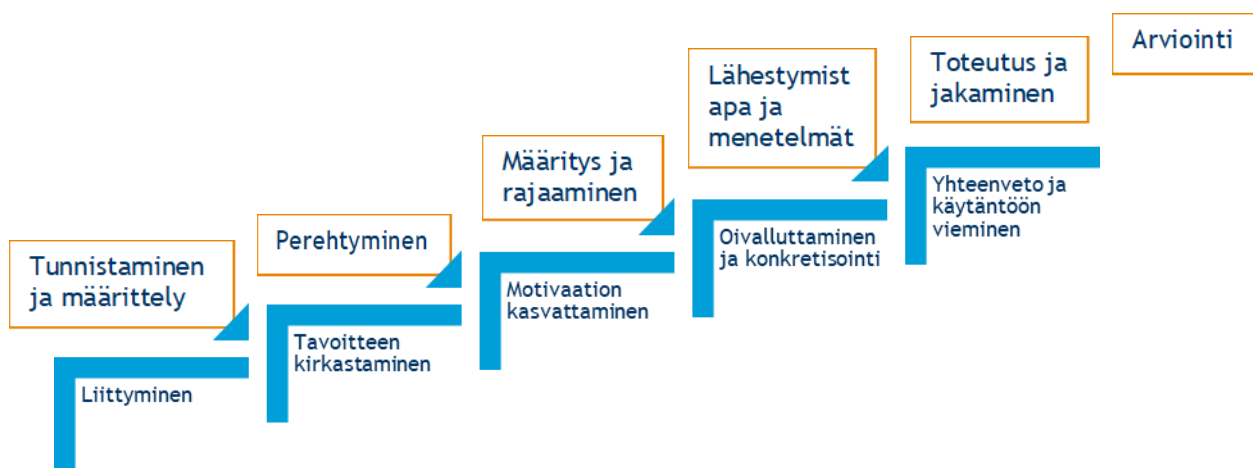 Tunnistaminen
ja määrittely
Liittyminen
Perehtyminen
Tavoitteen
kirkastaminen
Määritys ja
rajaaminen
Motivaation
kasvattaminen
Lähestymist
apa ja
menetelmät
Oivalluttaminen
ja konkretisointi
Toteutus ja
jakaminen
Yhteenveto ja
käytäntöön
vieminen
Arviointi